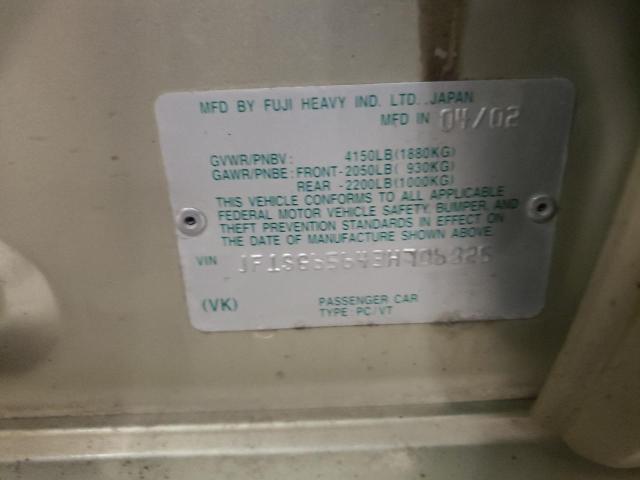 MFD BY FUJI HEAVY IND. LTD., JAPAN
MFD IN 04/02
GVWR/PNBV: 4150LB(1880KG)
GAWR/PNBE: FRONT-2050LB( 930KG)
REAR -2200LB(1000KG)
THIS VEHICLE CONFORMS TO ALL APPLICABLE
FEDERAL MOTOR VEHICLE SAFETY, BUMPER, AND
THEFT PREVENTION STANDARDS IN EFFECT ON
THE DATE OF MANUFACTURE SHOWN ABOVE.
VIN
(VK) PASSENGER CAR
TYPE: PC/VT